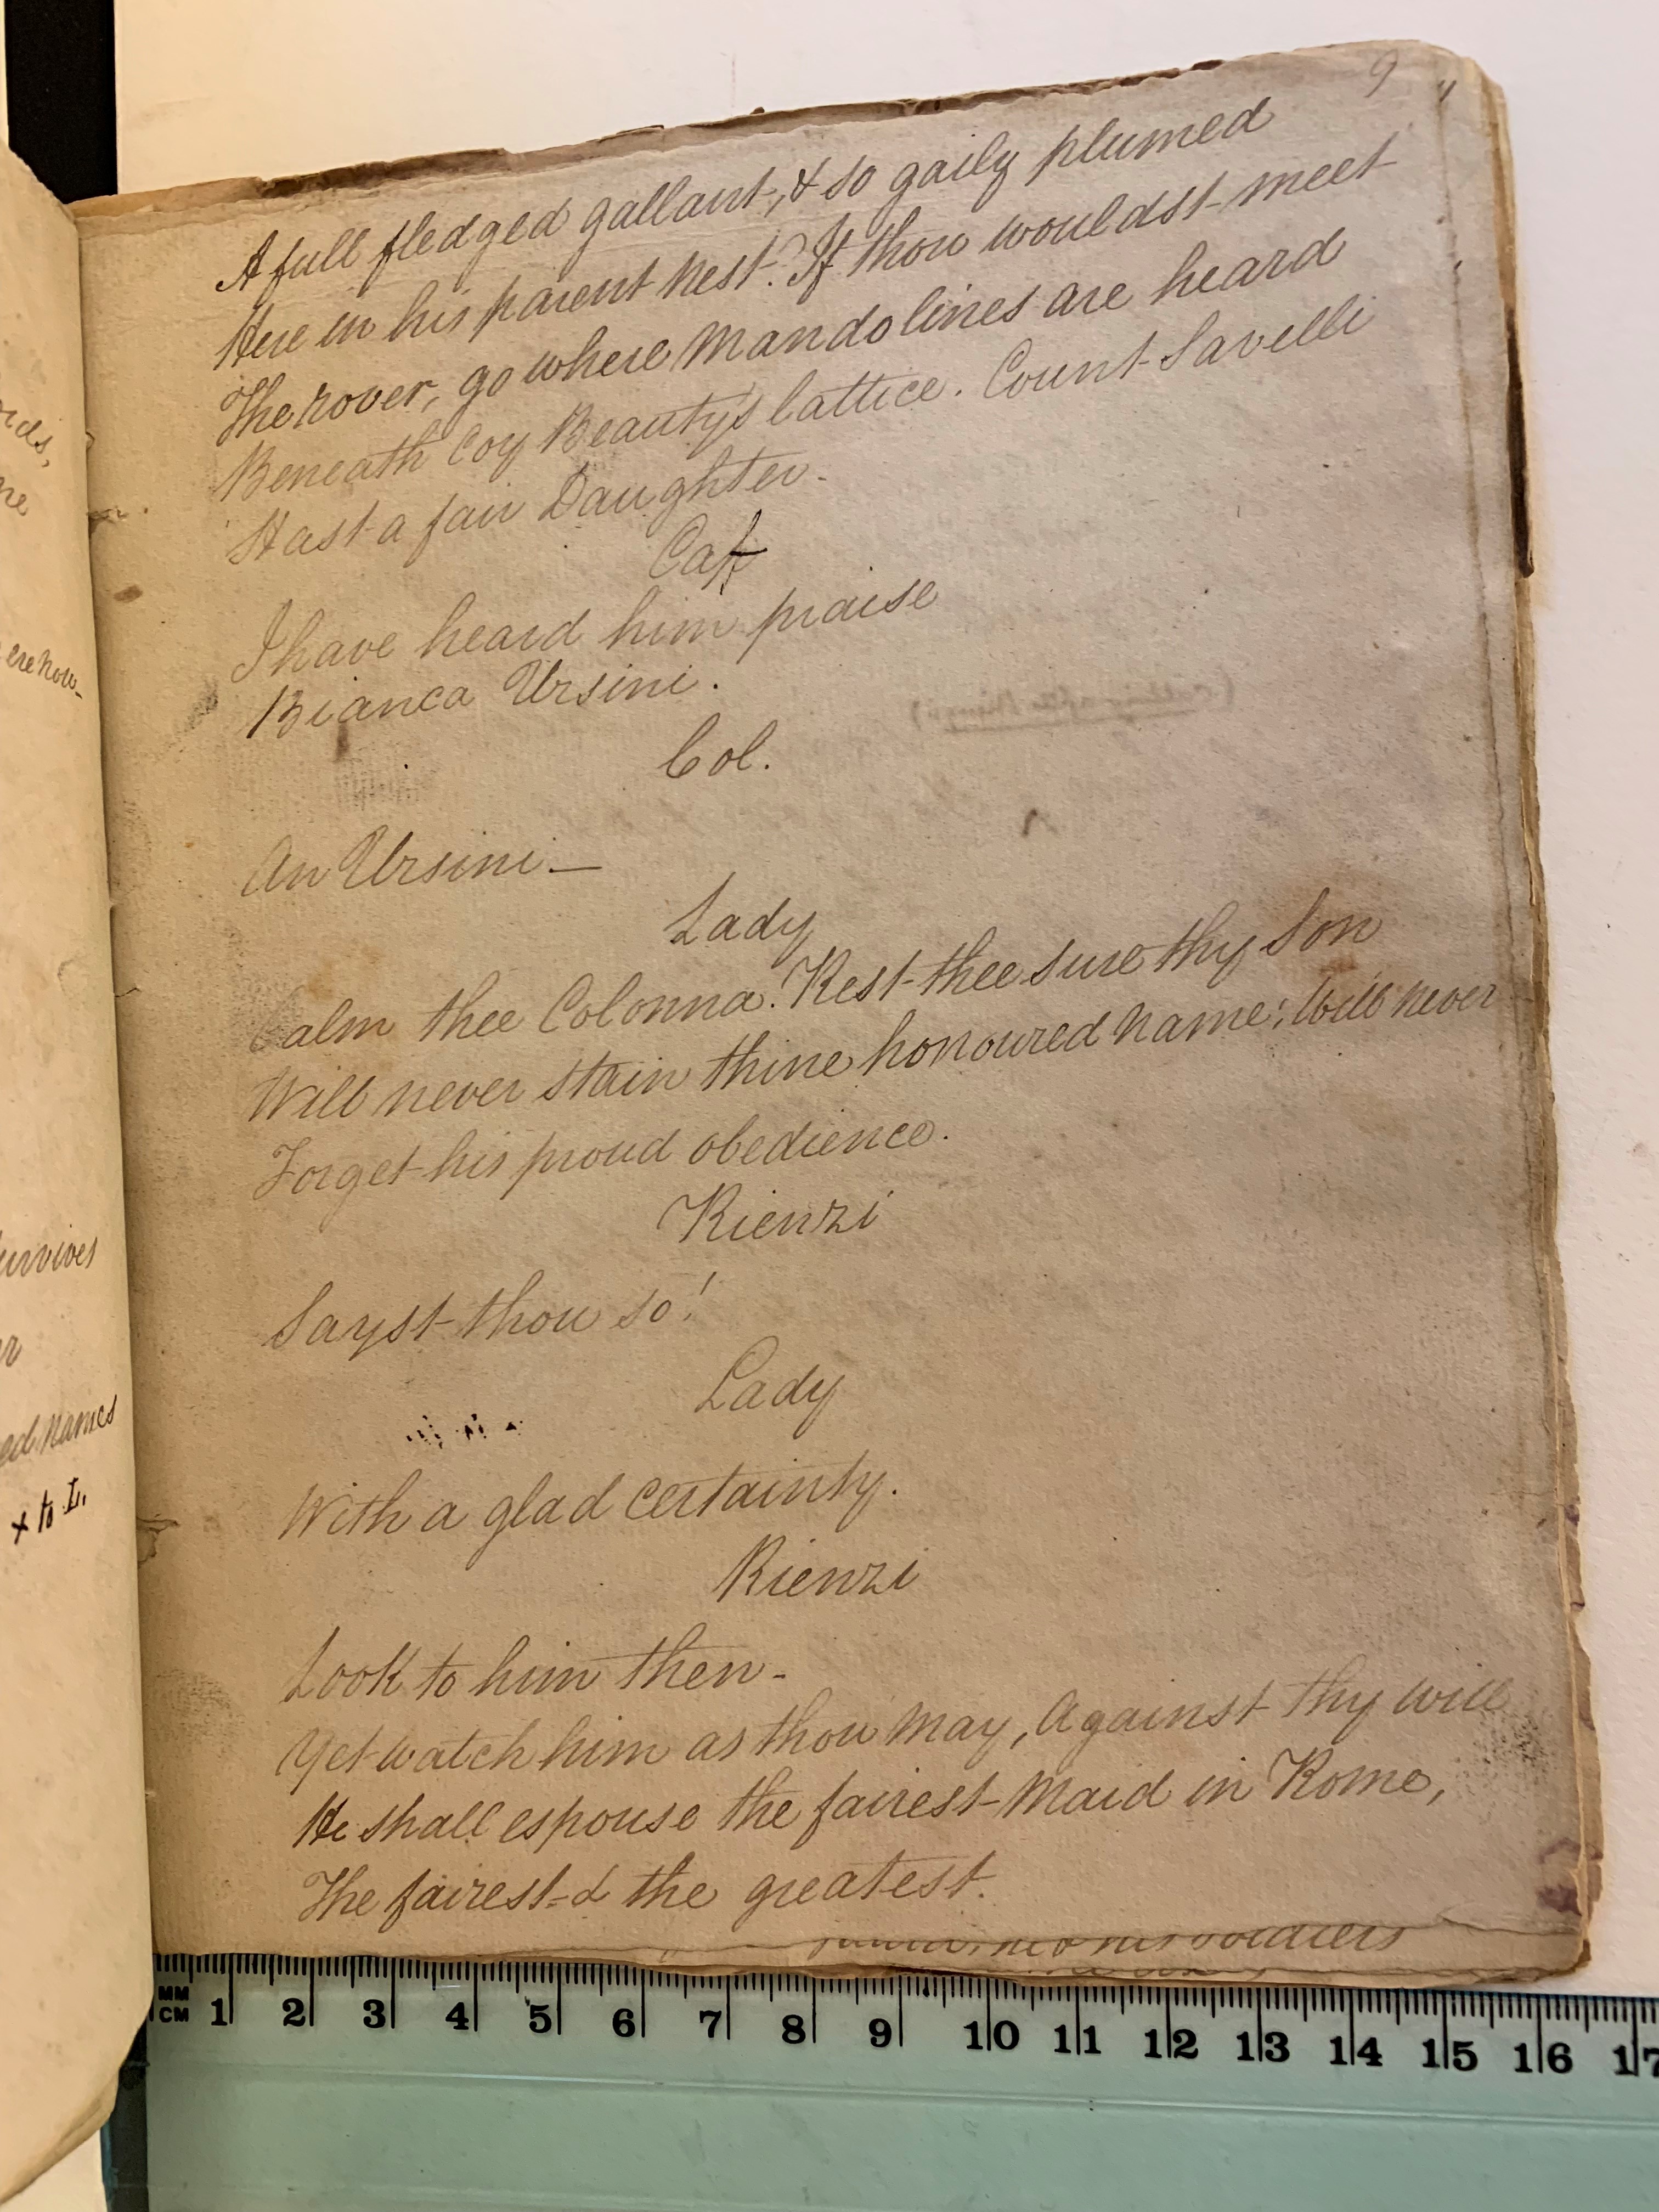 ords,
ne
ere now_
urvives
r
ed Names
x to L.
9
A full fledged gallant, & so gaily plumed
Here in his parent Nest? If thou wouldst meet
The rover, go where Mandolines are heard
Beneath Coy Beauty's lattice. Count Savelli
Hast a fair Daughter.
Caf
I have heard him praise
Bianca Ursini.
Col.
An Ursini —
Lady
Calm thee Colonna. Rest thee sure thy Son
Will never stain thine honoured Name; Will never
Forget his proud obedience.
Rienzi
Sayst thou so!
Lady
With a glad Certainty.
Rienzi
Look to him then -
Yet watch him as thou May, Against thy will
He shall espouse the fairest Maid in Rome,
The fairest & the greatest.
his soldiers
MM
CM 1 2 3 4 5 6 7 8 9 10 11 12 13 14 15 16 17